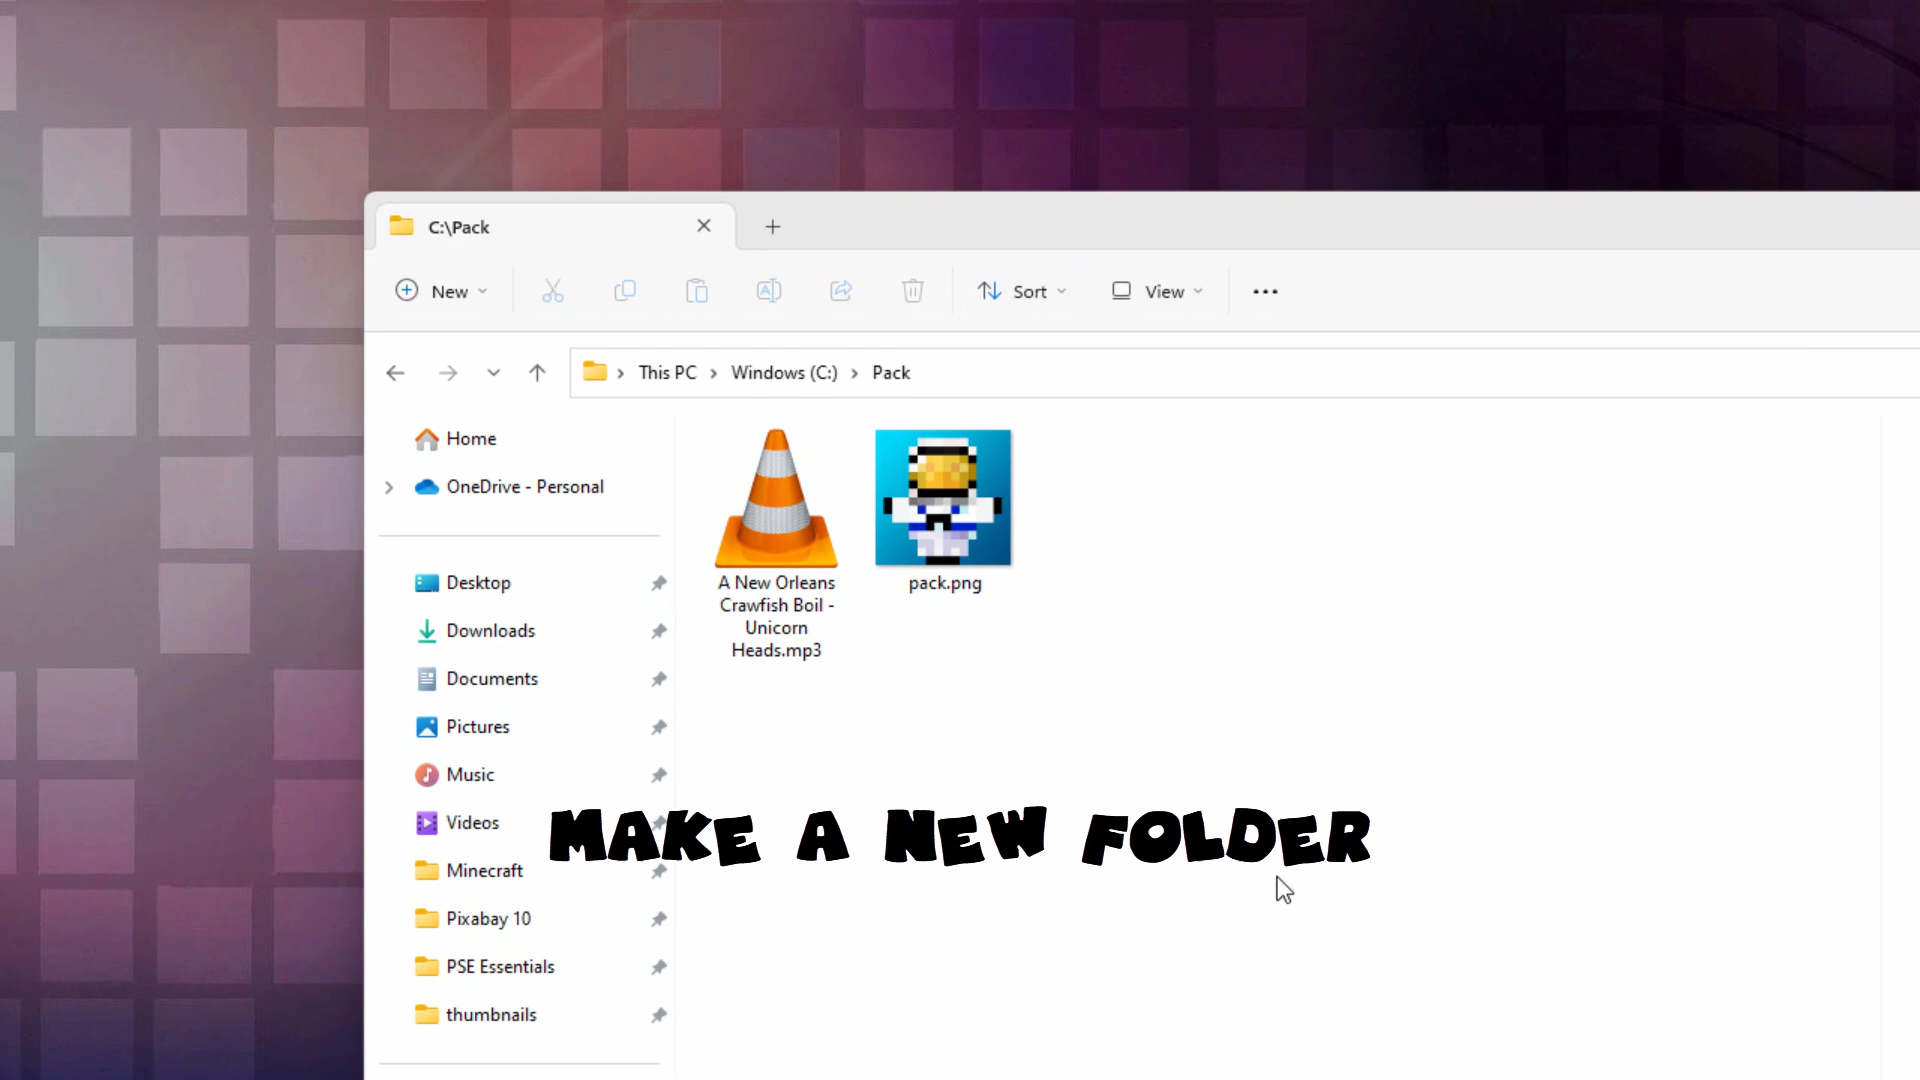 C:\Pack
New
Sort
View
This PC > Windows (C:) > Pack
Home
OneDrive - Personal
Desktop
Downloads
Documents
Pictures
Music
Videos
Minecraft
Pixabay 10
PSE Essentials
thumbnails
A New Orleans
Crawfish Boil -
Unicorn
Heads.mp3
pack.png
MAKE A NEW FOLDER